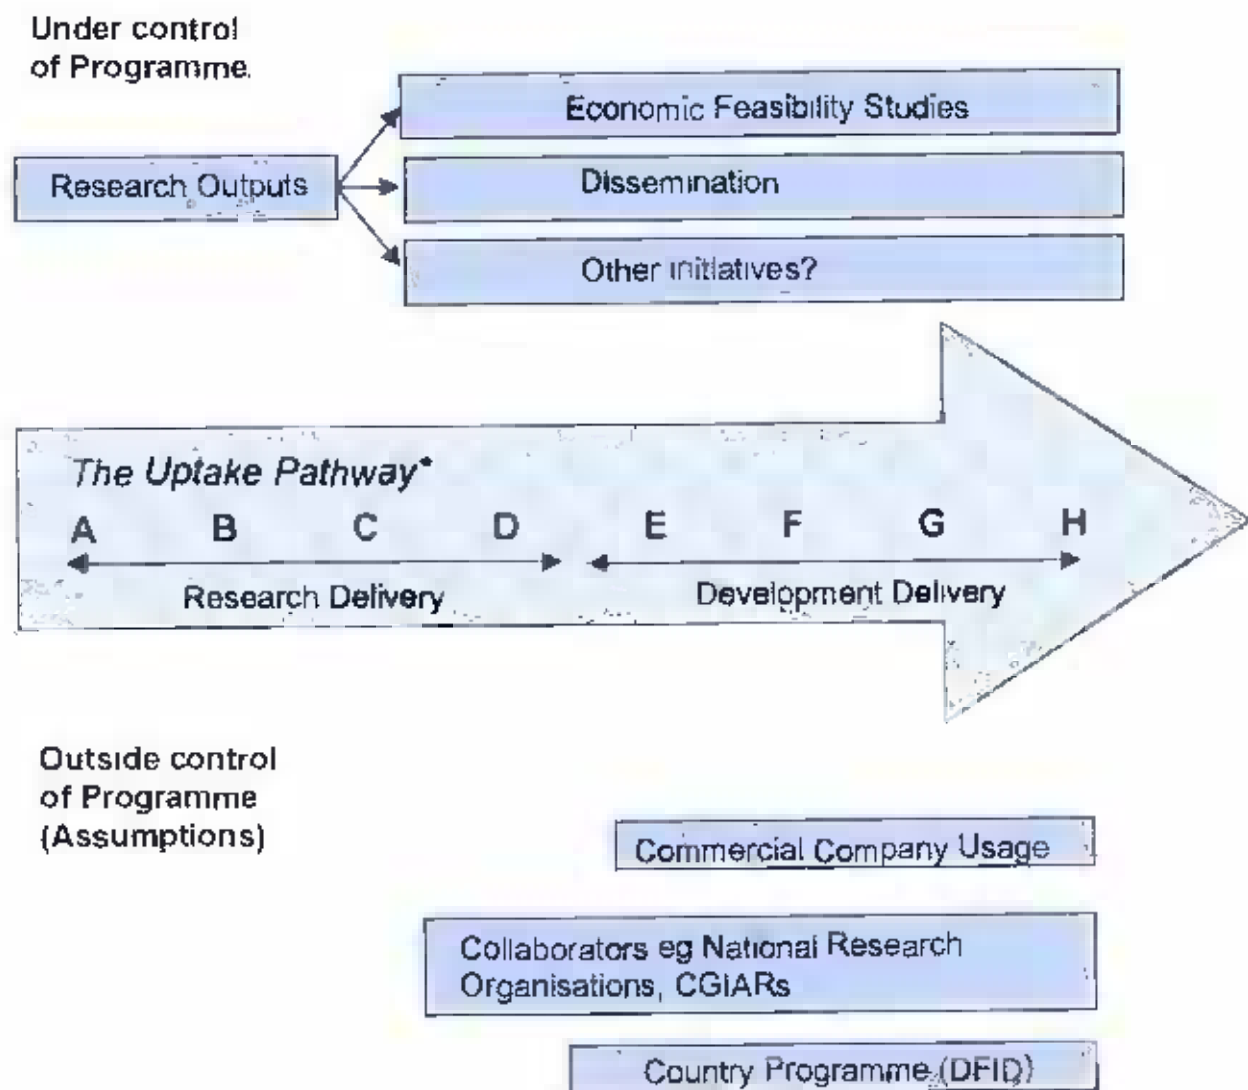 Under control
of Programme.
Economic Feasibility Studies
Research Outputs
Dissemination
Other initiatives?
The Uptake Pathway*
A B C D E F G H
Research Delivery Development Delivery
Outside control
of Programme
(Assumptions)
Commercial Company Usage
Collaborators eg National Research
Organisations, CGIARs
Country Programme (DFID)